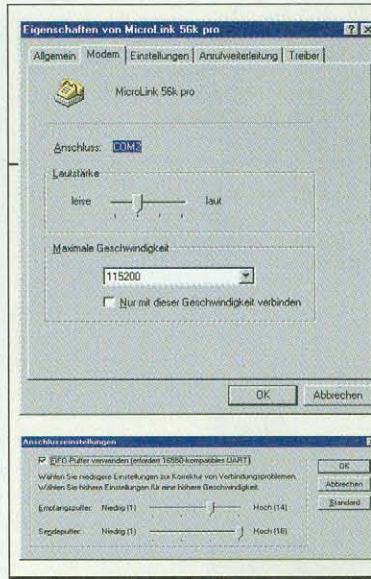 Eigenschaften von MicroLink 56k pro
Allgemein Modem Einstellungen Anrufweiterleitung Treiber
MicroLink 56k pro
Anschluss: COM2
Lautstärke
leise laut
Maximale Geschwindigkeit
115200
Nur mit dieser Geschwindigkeit verbinden
OK Abbrechen
Anschlusseinstellungen
FIFO-Puffer verwenden (erfordert 16550-kompatibles UART)
Wählen Sie niedrigere Einstellungen zur Korrektur von Verbindungsproblemen.
Wählen Sie höhere Einstellungen für eine höhere Geschwindigkeit.
Empfangspuffer: Niedrig (1) Hoch (14)
Sendepuffer: Niedrig (1) Hoch (16)
OK
Abbrechen
Standard